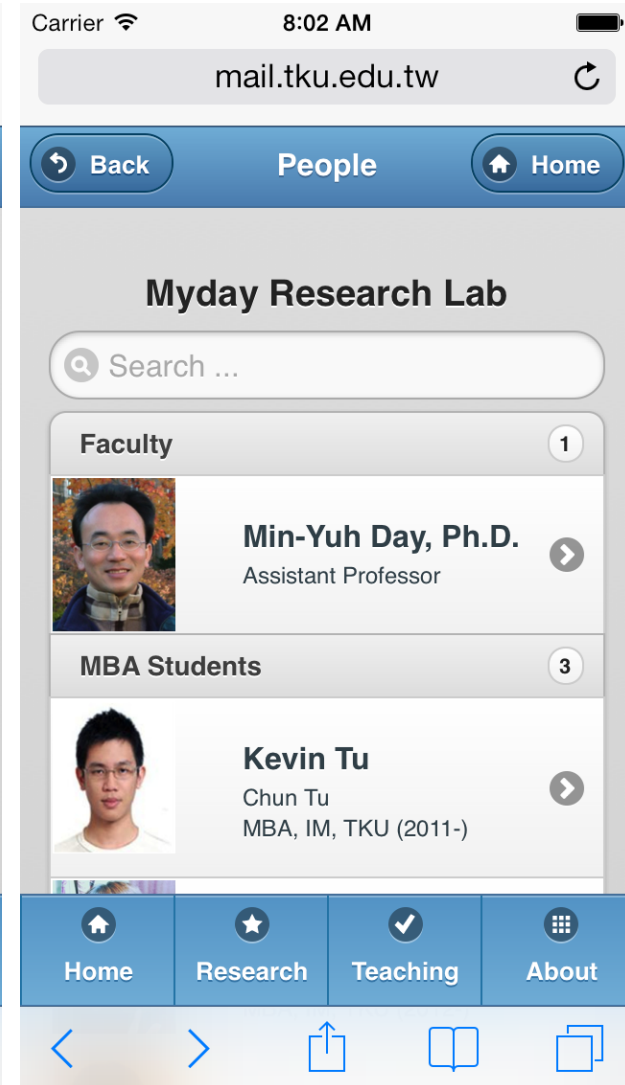 Carrier 8:02 AM
mail.tku.edu.tw
Back People Home
Myday Research Lab
Search ...
Faculty 1
Min-Yuh Day, Ph.D.
Assistant Professor
MBA Students 3
Kevin Tu
Chun Tu
MBA, IM, TKU (2011-)
Home Research Teaching About